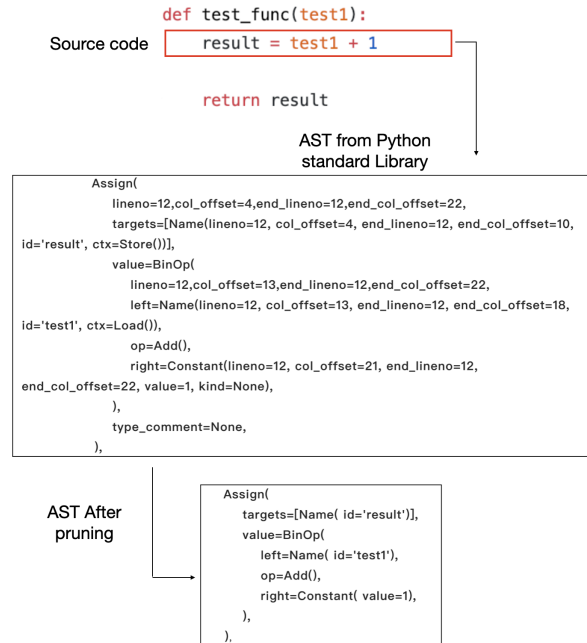 def test_func(test1):
Source code
result = test1 + 1
return result
AST from Python
standard Library
Assign(
lineno=12,col_offset=4,end_lineno=12,end_col_offset=22,
targets=[Name(lineno=12, col_offset=4, end_lineno=12, end_col_offset=10,
id='result', ctx=Store())],
value=BinOp(
lineno=12,col_offset=13,end_lineno=12,end_col_offset=22,
left=Name(lineno=12, col_offset=13, end_lineno=12, end_col_offset=18,
id='test1', ctx=Load()),
op=Add(),
right=Constant(lineno=12, col_offset=21, end_lineno=12,
end_col_offset=22, value=1, kind=None),
),
type_comment=None,
),
AST After
pruning
Assign(
targets=[Name( id='result')],
value=BinOp(
left=Name( id='test1'),
op=Add(),
right=Constant( value=1),
),
),